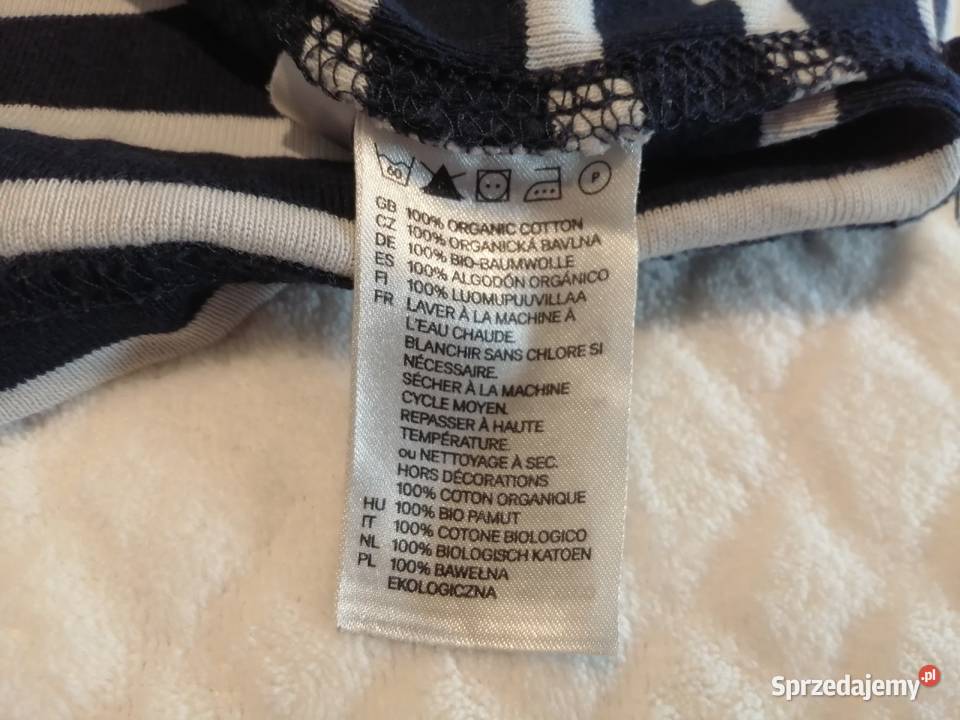 60
P
GB 100% ORGANIC COTTON
CZ 100% ORGANICKÁ BAVLNA
DE 100% BIO-BAUMWOLLE
ES 100% ALGODÓN ORGÁNICO
FI 100% LUOMUPUUVILLAA
FR LAVER À LA MACHINE À
L'EAU CHAUDE.
BLANCHIR SANS CHLORE SI
NÉCESSAIRE.
SÉCHER À LA MACHINE
CYCLE MOYEN.
REPASSER À HAUTE
TEMPÉRATURE.
ou NETTOYAGE À SEC.
HORS DÉCORATIONS
100% COTON ORGANIQUE
HU 100% BIO PAMUT
IT 100% COTONE BIOLOGICO
NL 100% BIOLOGISCH KATOEN
PL 100% BAWEŁNA
EKOLOGICZNA
Sprzedajemy.pl